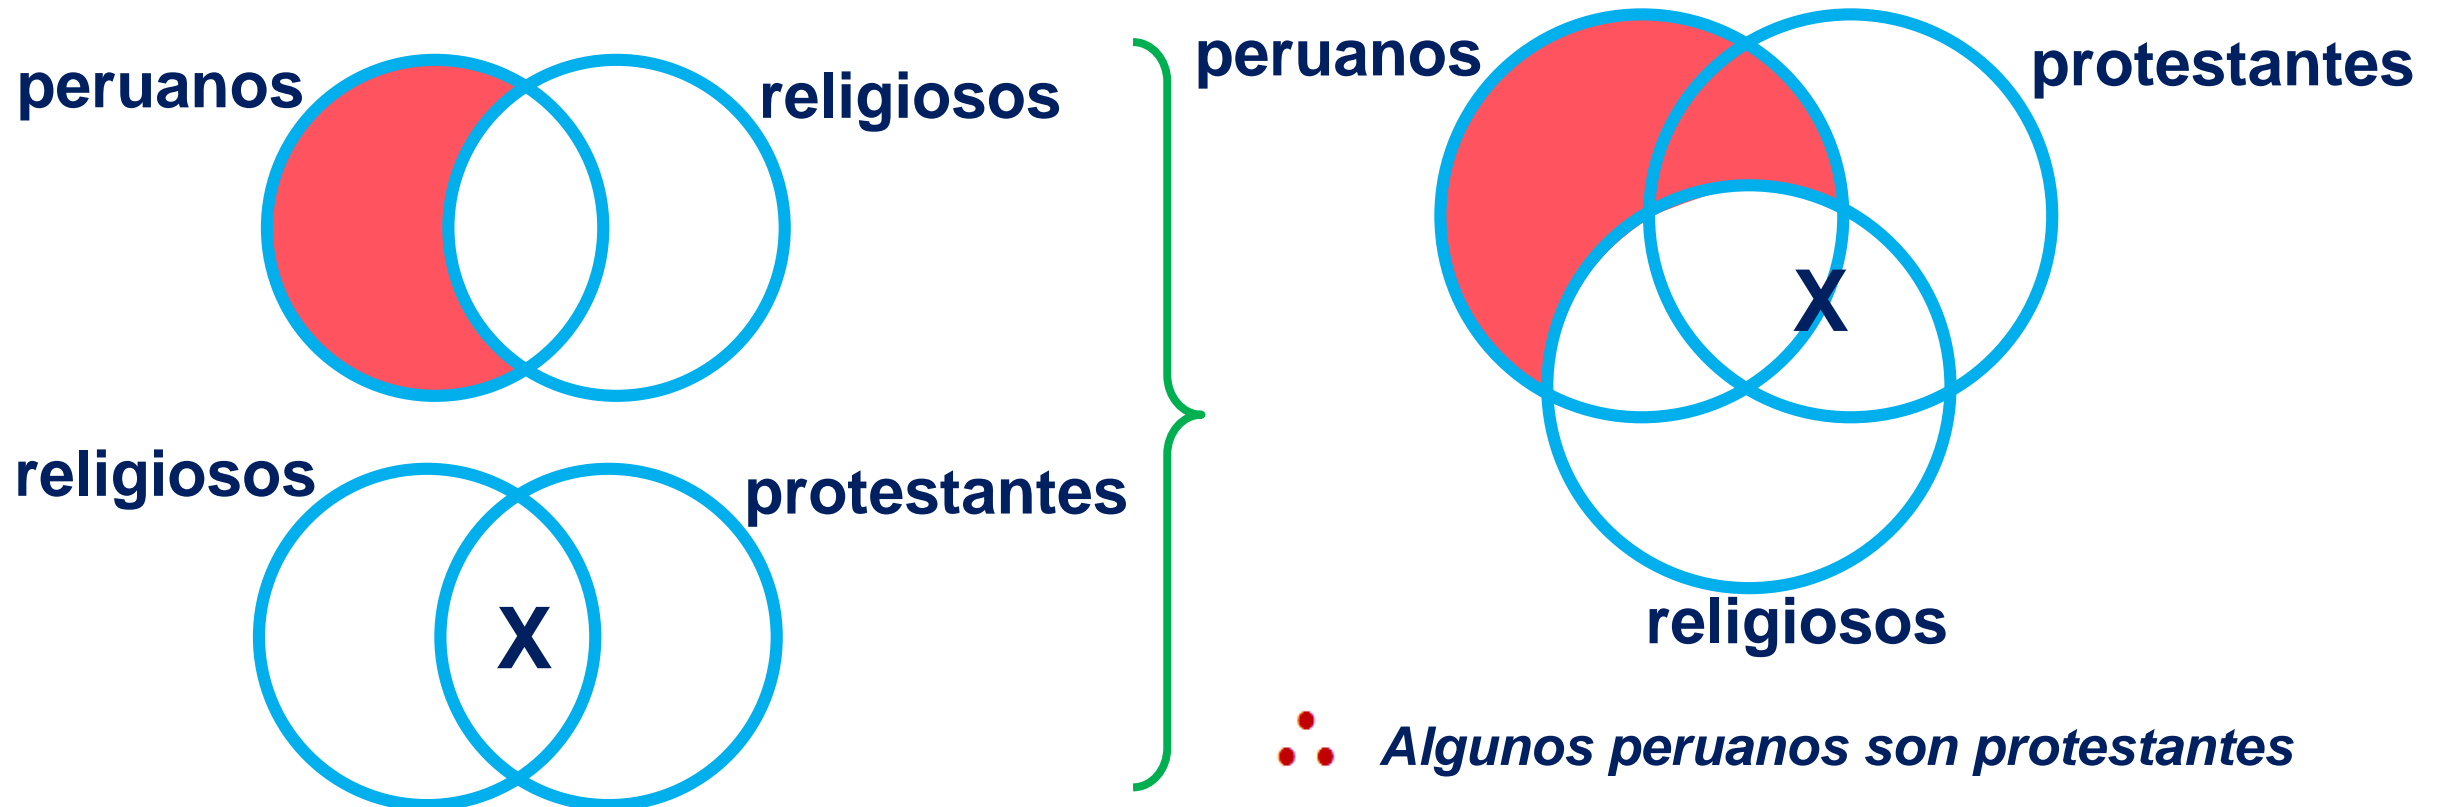 peruanos
religiosos
religiosos
protestantes
X
peruanos
protestantes
X
religiosos
∴ Algunos peruanos son protestantes